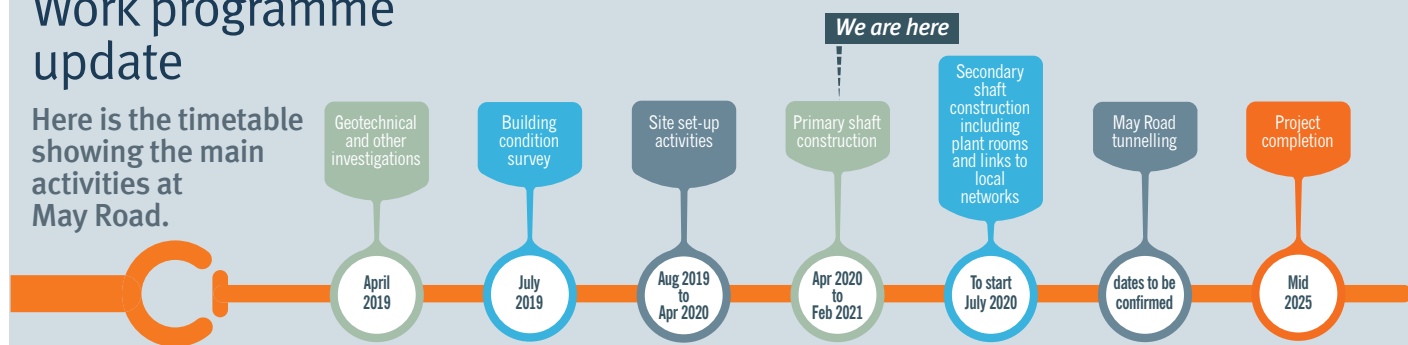 Work programme
update
Here is the timetable
showing the main
activities at
May Road.
We are here
Geotechnical
and other
investigations
Building
condition
survey
Site set-up
activities
Primary shaft
construction
Secondary
shaft
construction
including
plant rooms
and links to
local
networks
May Road
tunnelling
Project
completion
April
2019
July
2019
Aug 2019
to
Apr 2020
Apr 2020
to
Feb 2021
To start
July 2020
dates to be
confirmed
Mid
2025